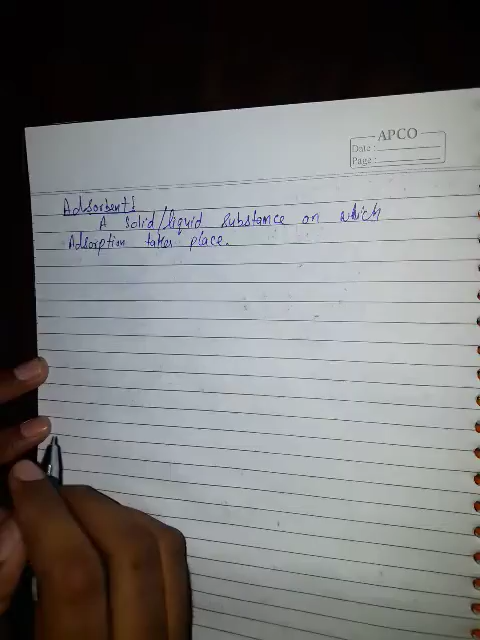 APCO
Date :
Page :
Adsorbent!
A solid/liquid substance on which
Adsorption takes place.